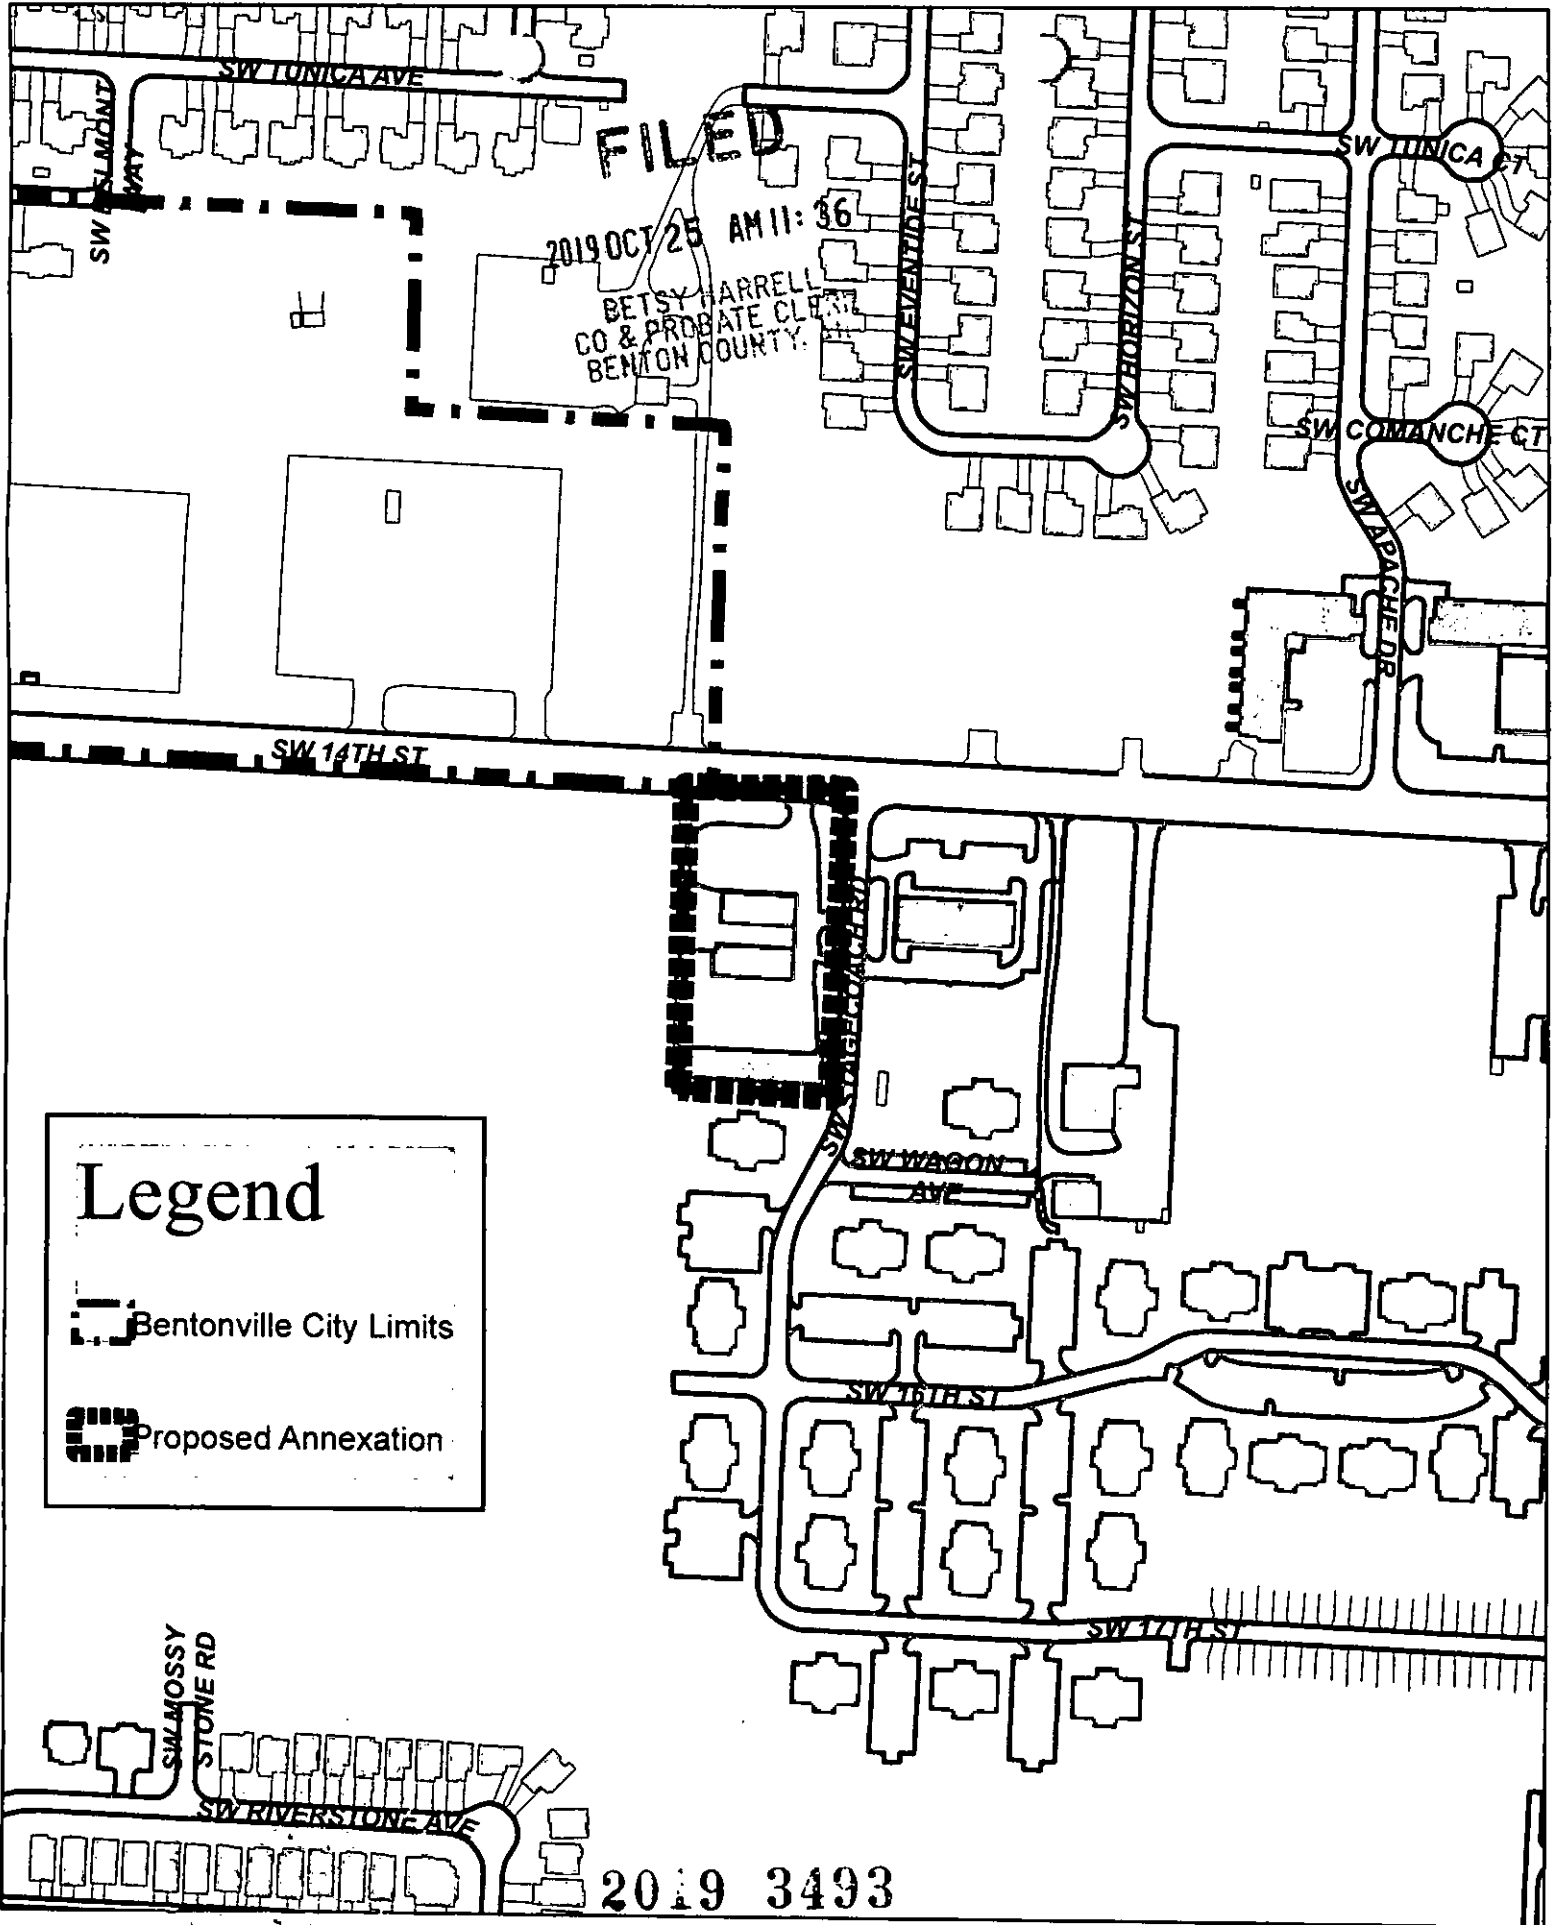 SW TUNICA AVE
SW
WAY
FILED
2019 OCT 25 AM 11: 36
BETSY HARRELL
CO & PROBATE
BENTON COUNTY.
SW EVENTIDE ST
SW HORIZON ST
SW TUNICA CT
SW COMANCHE CT
SW APACHE DR
SW 14TH ST
SW STAGECOACH RD
SW WAGON
AVE
Legend
Bentonville City Limits
Proposed Annexation
SW 16TH ST
SW 17TH ST
SW MOSSY
STONE RD
SW RIVERSTONE AVE
2019 3493